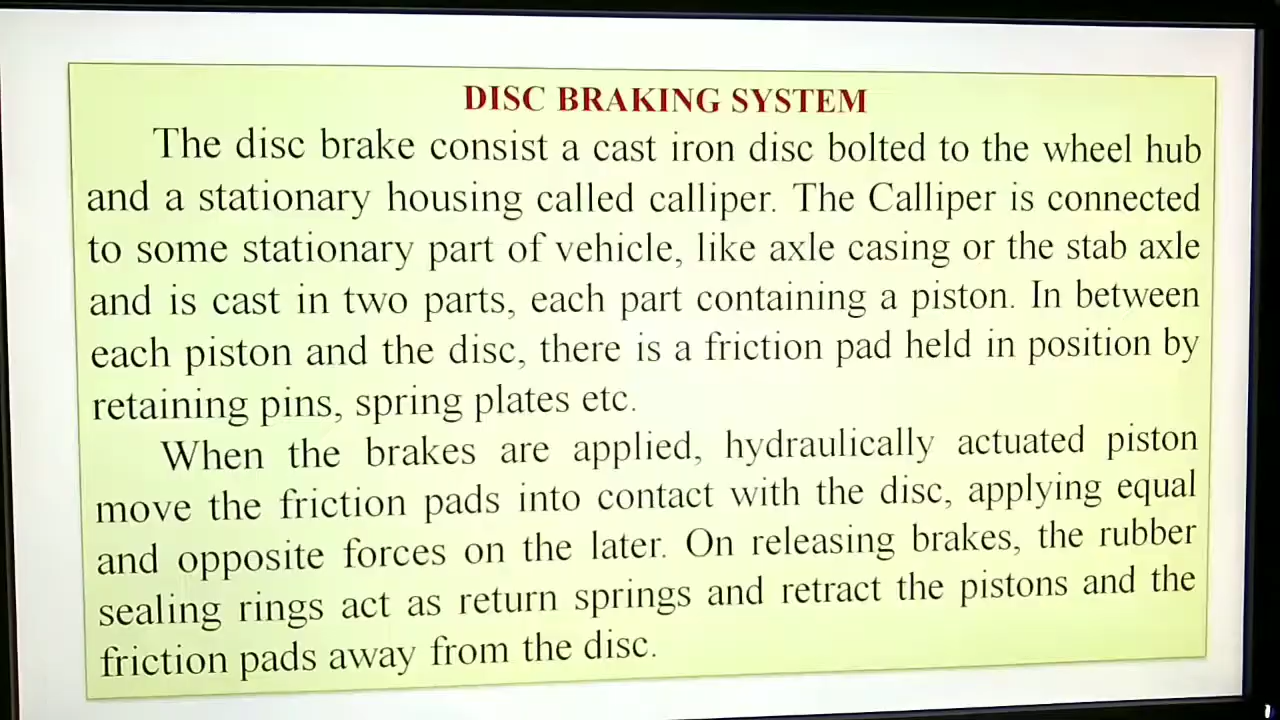 DISC BRAKING SYSTEM
The disc brake consist a cast iron disc bolted to the wheel hub
and a stationary housing called calliper. The Calliper is connected
to some stationary part of vehicle, like axle casing or the stab axle
and is cast in two parts, each part containing a piston. In between
each piston and the disc, there is a friction pad held in position by
retaining pins, spring plates etc.
When the brakes are applied, hydraulically actuated piston
move the friction pads into contact with the disc, applying equal
and opposite forces on the later. On releasing brakes, the rubber
sealing rings act as return springs and retract the pistons and the
friction pads away from the disc.